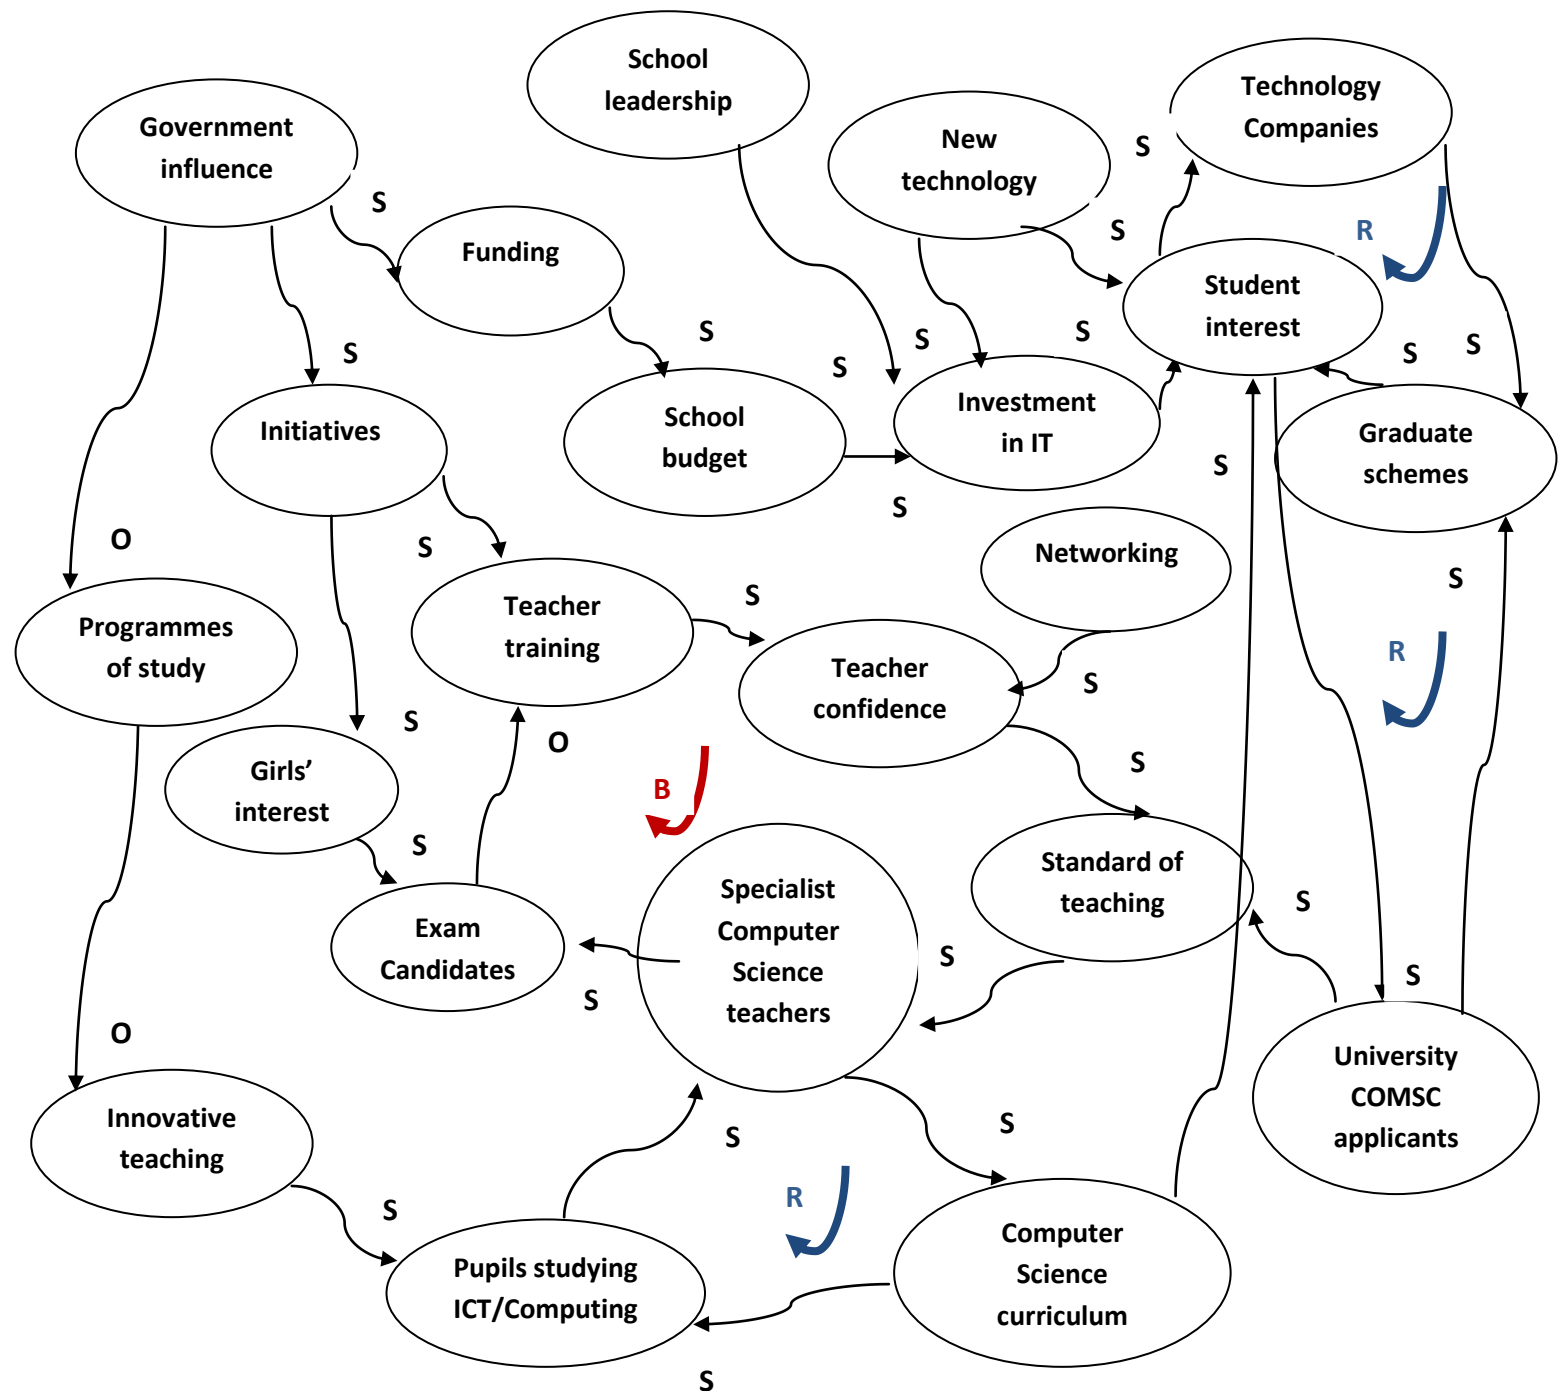 School
leadership
Technology
Companies
Government
influence
New
technology
S
S
S
R
Funding
Student
interest
S
S
S
S
S
S
S
S
Initiatives
School
budget
Investment
in IT
Graduate
schemes
S
S
O
S
Networking
S
Programmes
of study
Teacher
training
S
R
Teacher
confidence
S
S
O
S
Girls’
interest
B
S
Standard of
teaching
S
Specialist
Computer
Science
teachers
S
Exam
Candidates
S
S
S
O
University
COMSC
applicants
Innovative
teaching
S
S
S
R
Computer
Science
curriculum
Pupils studying
ICT/Computing
S